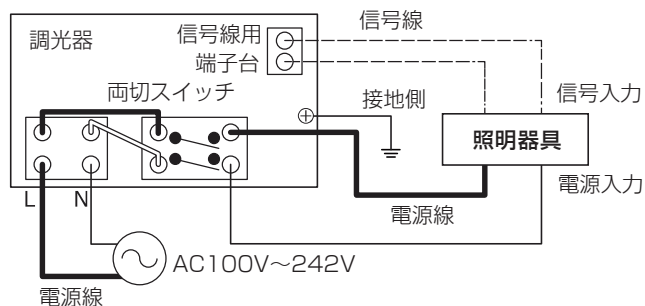 調光器
信号線用
端子台
信号線
両切スイッチ
接地側
信号入力
照明器具
電源入力
L
N
電源線
AC100V～242V
電源線